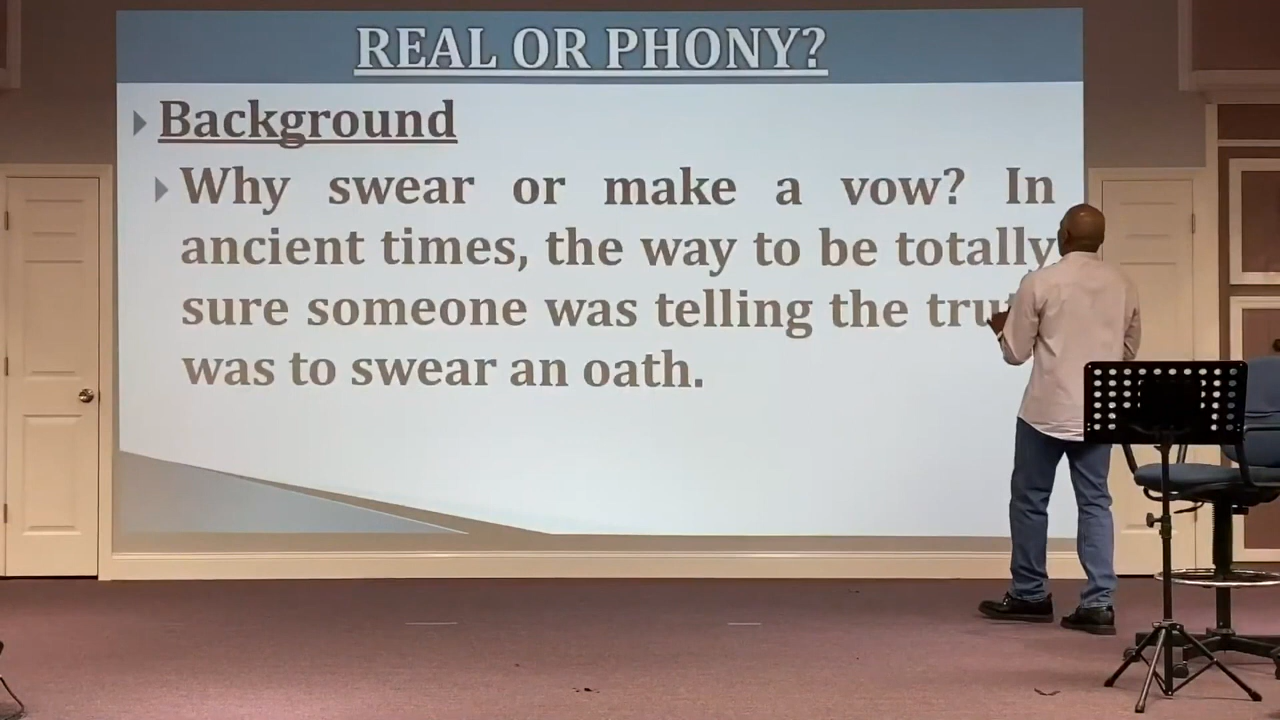 REAL OR PHONY?
Background
Why swear or make a vow? In
ancient times, the way to be totally
sure someone was telling the
was to swear an oath.